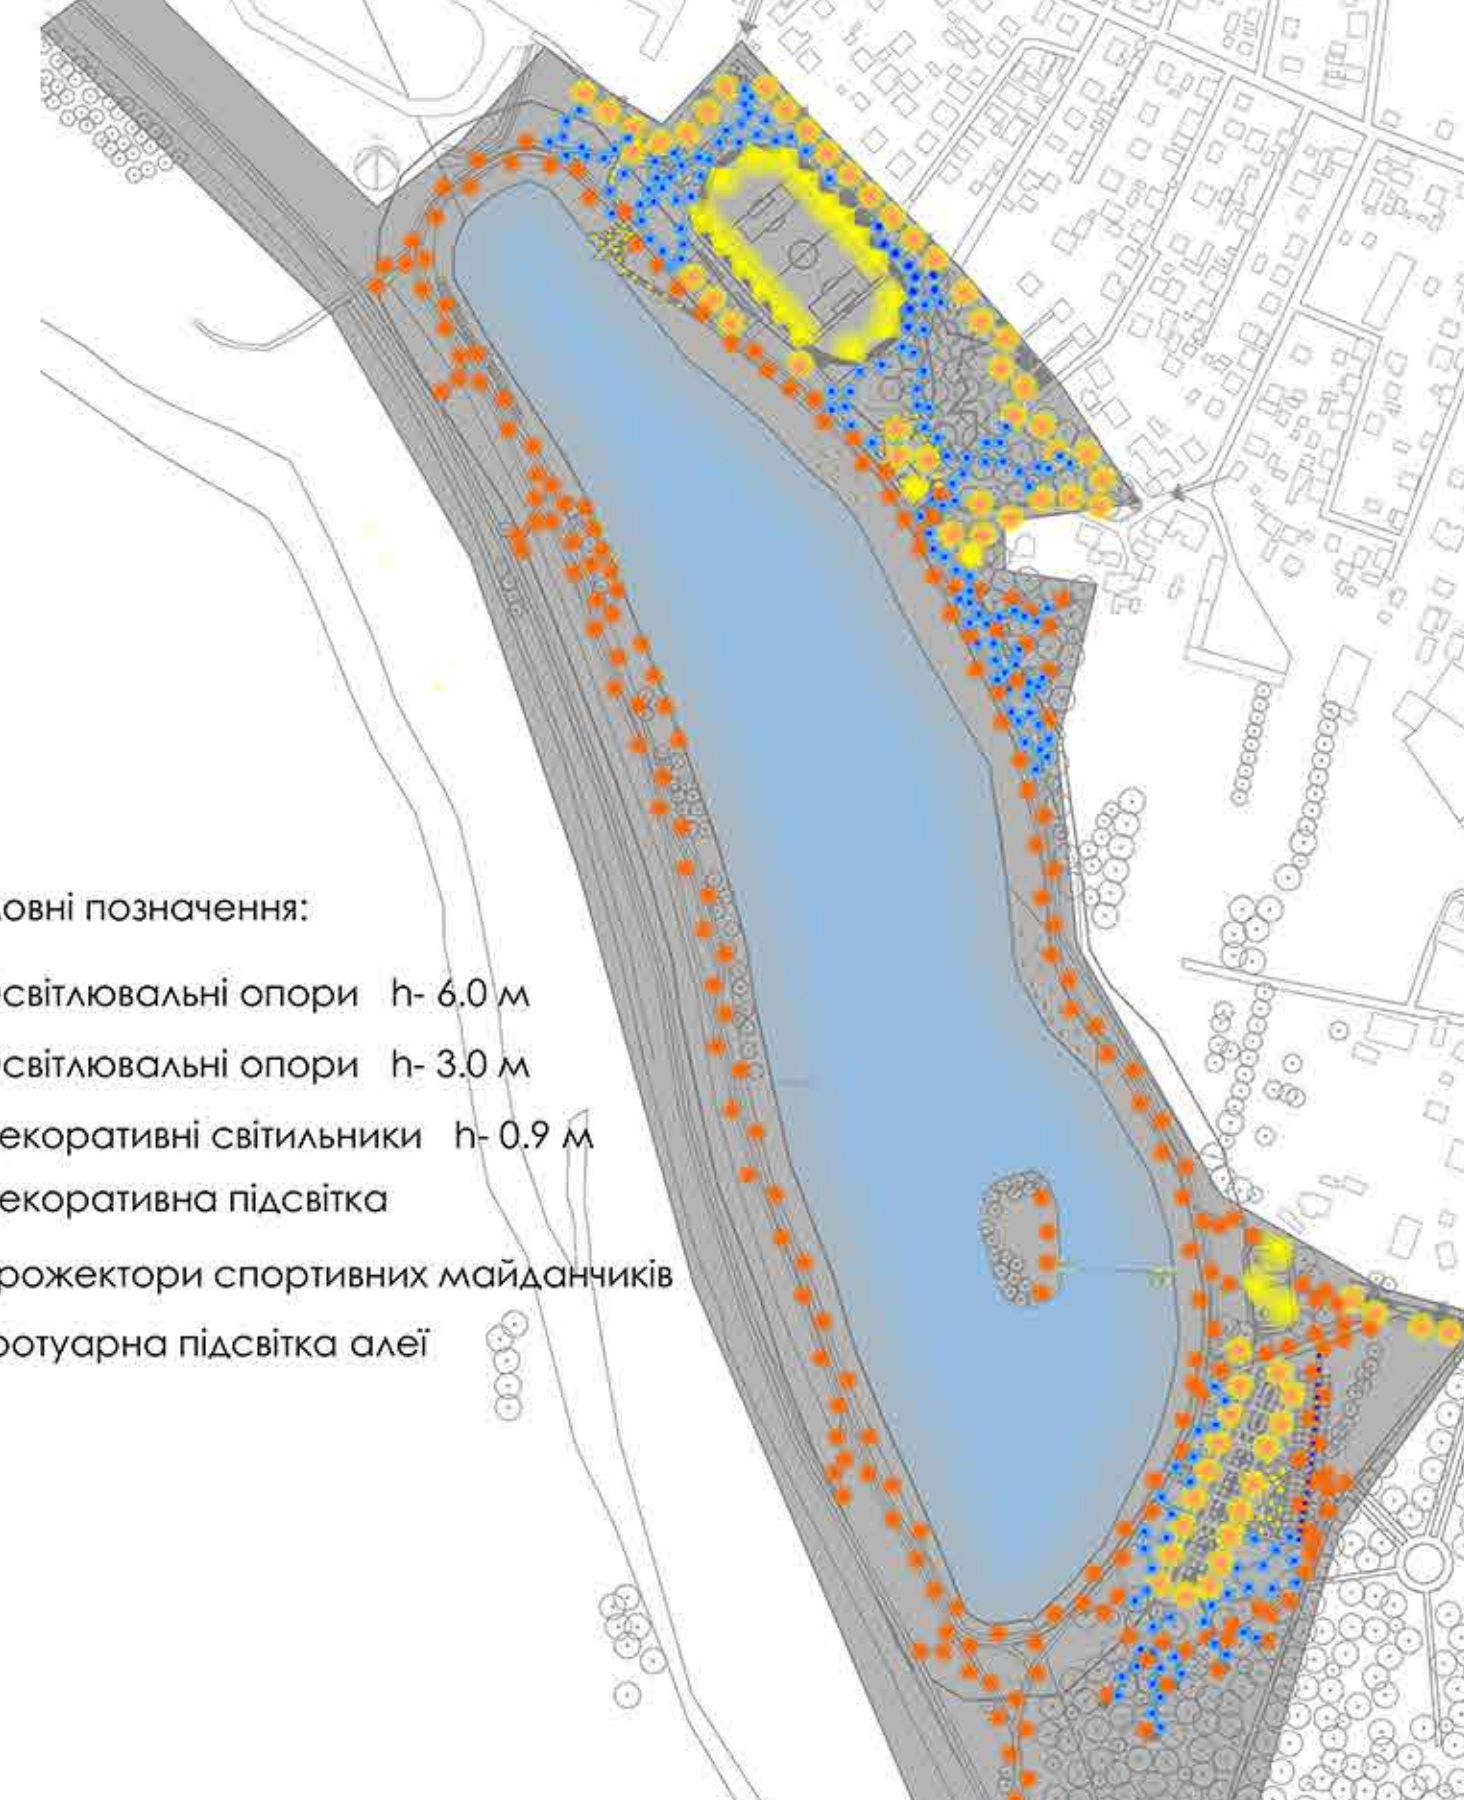 овні позначення:
світлювальні опори h- 6.0 м
світлювальні опори h- 3.0 м
екоративні світильники h- 0.9 м
екоративна підсвітка
рожектори спортивних майданчиків
ротуарна підсвітка алеї